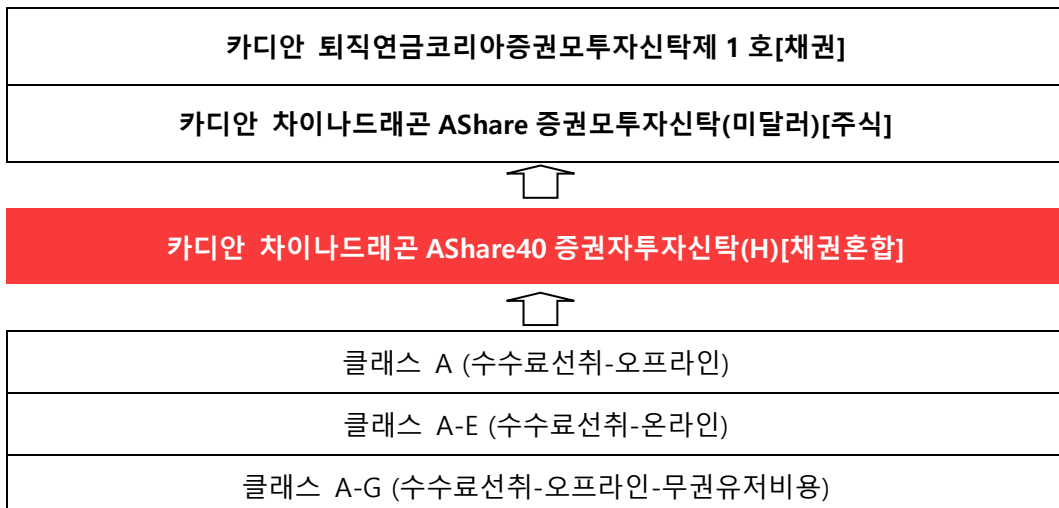 카디안 퇴직연금코리아증권모투자신탁제 1 호[채권]
카디안 차이나드래곤 AShare 증권모투자신탁(미달러)[주식]
카디안 차이나드래곤 AShare40 증권자투자신탁(H)[채권혼합]
클래스 A (수수료선취-오프라인)
클래스 A-E (수수료선취-온라인)
클래스 A-G (수수료선취-오프라인-무권유저비용)